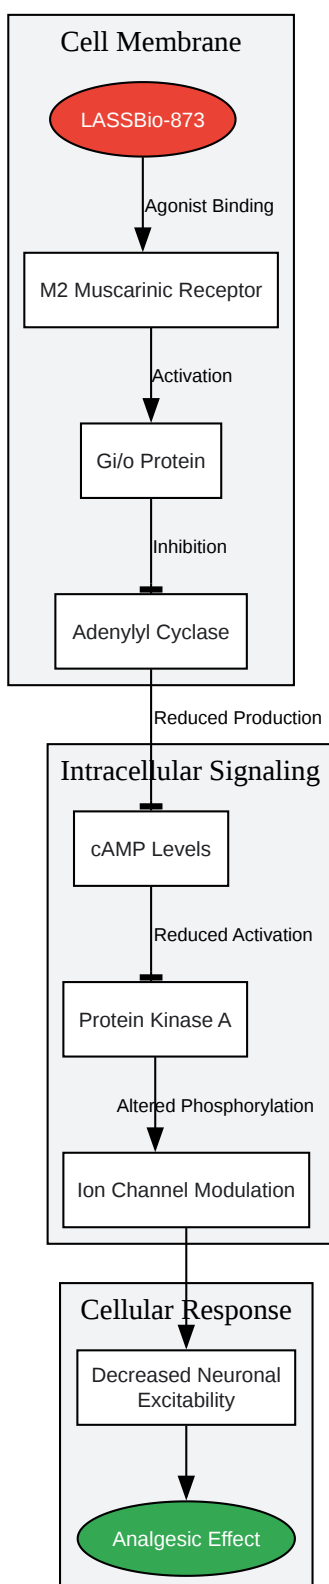 Cell Membrane
LASSBio-873
Agonist Binding
M2 Muscarinic Receptor
Activation
Gi/o Protein
Inhibition
Adenylyl Cyclase
Reduced Production
Intracellular Signaling
cAMP Levels
Reduced Activation
Protein Kinase A
Altered Phosphorylation
Ion Channel Modulation
Cellular Response
Decreased Neuronal
Excitability
Analgesic Effect